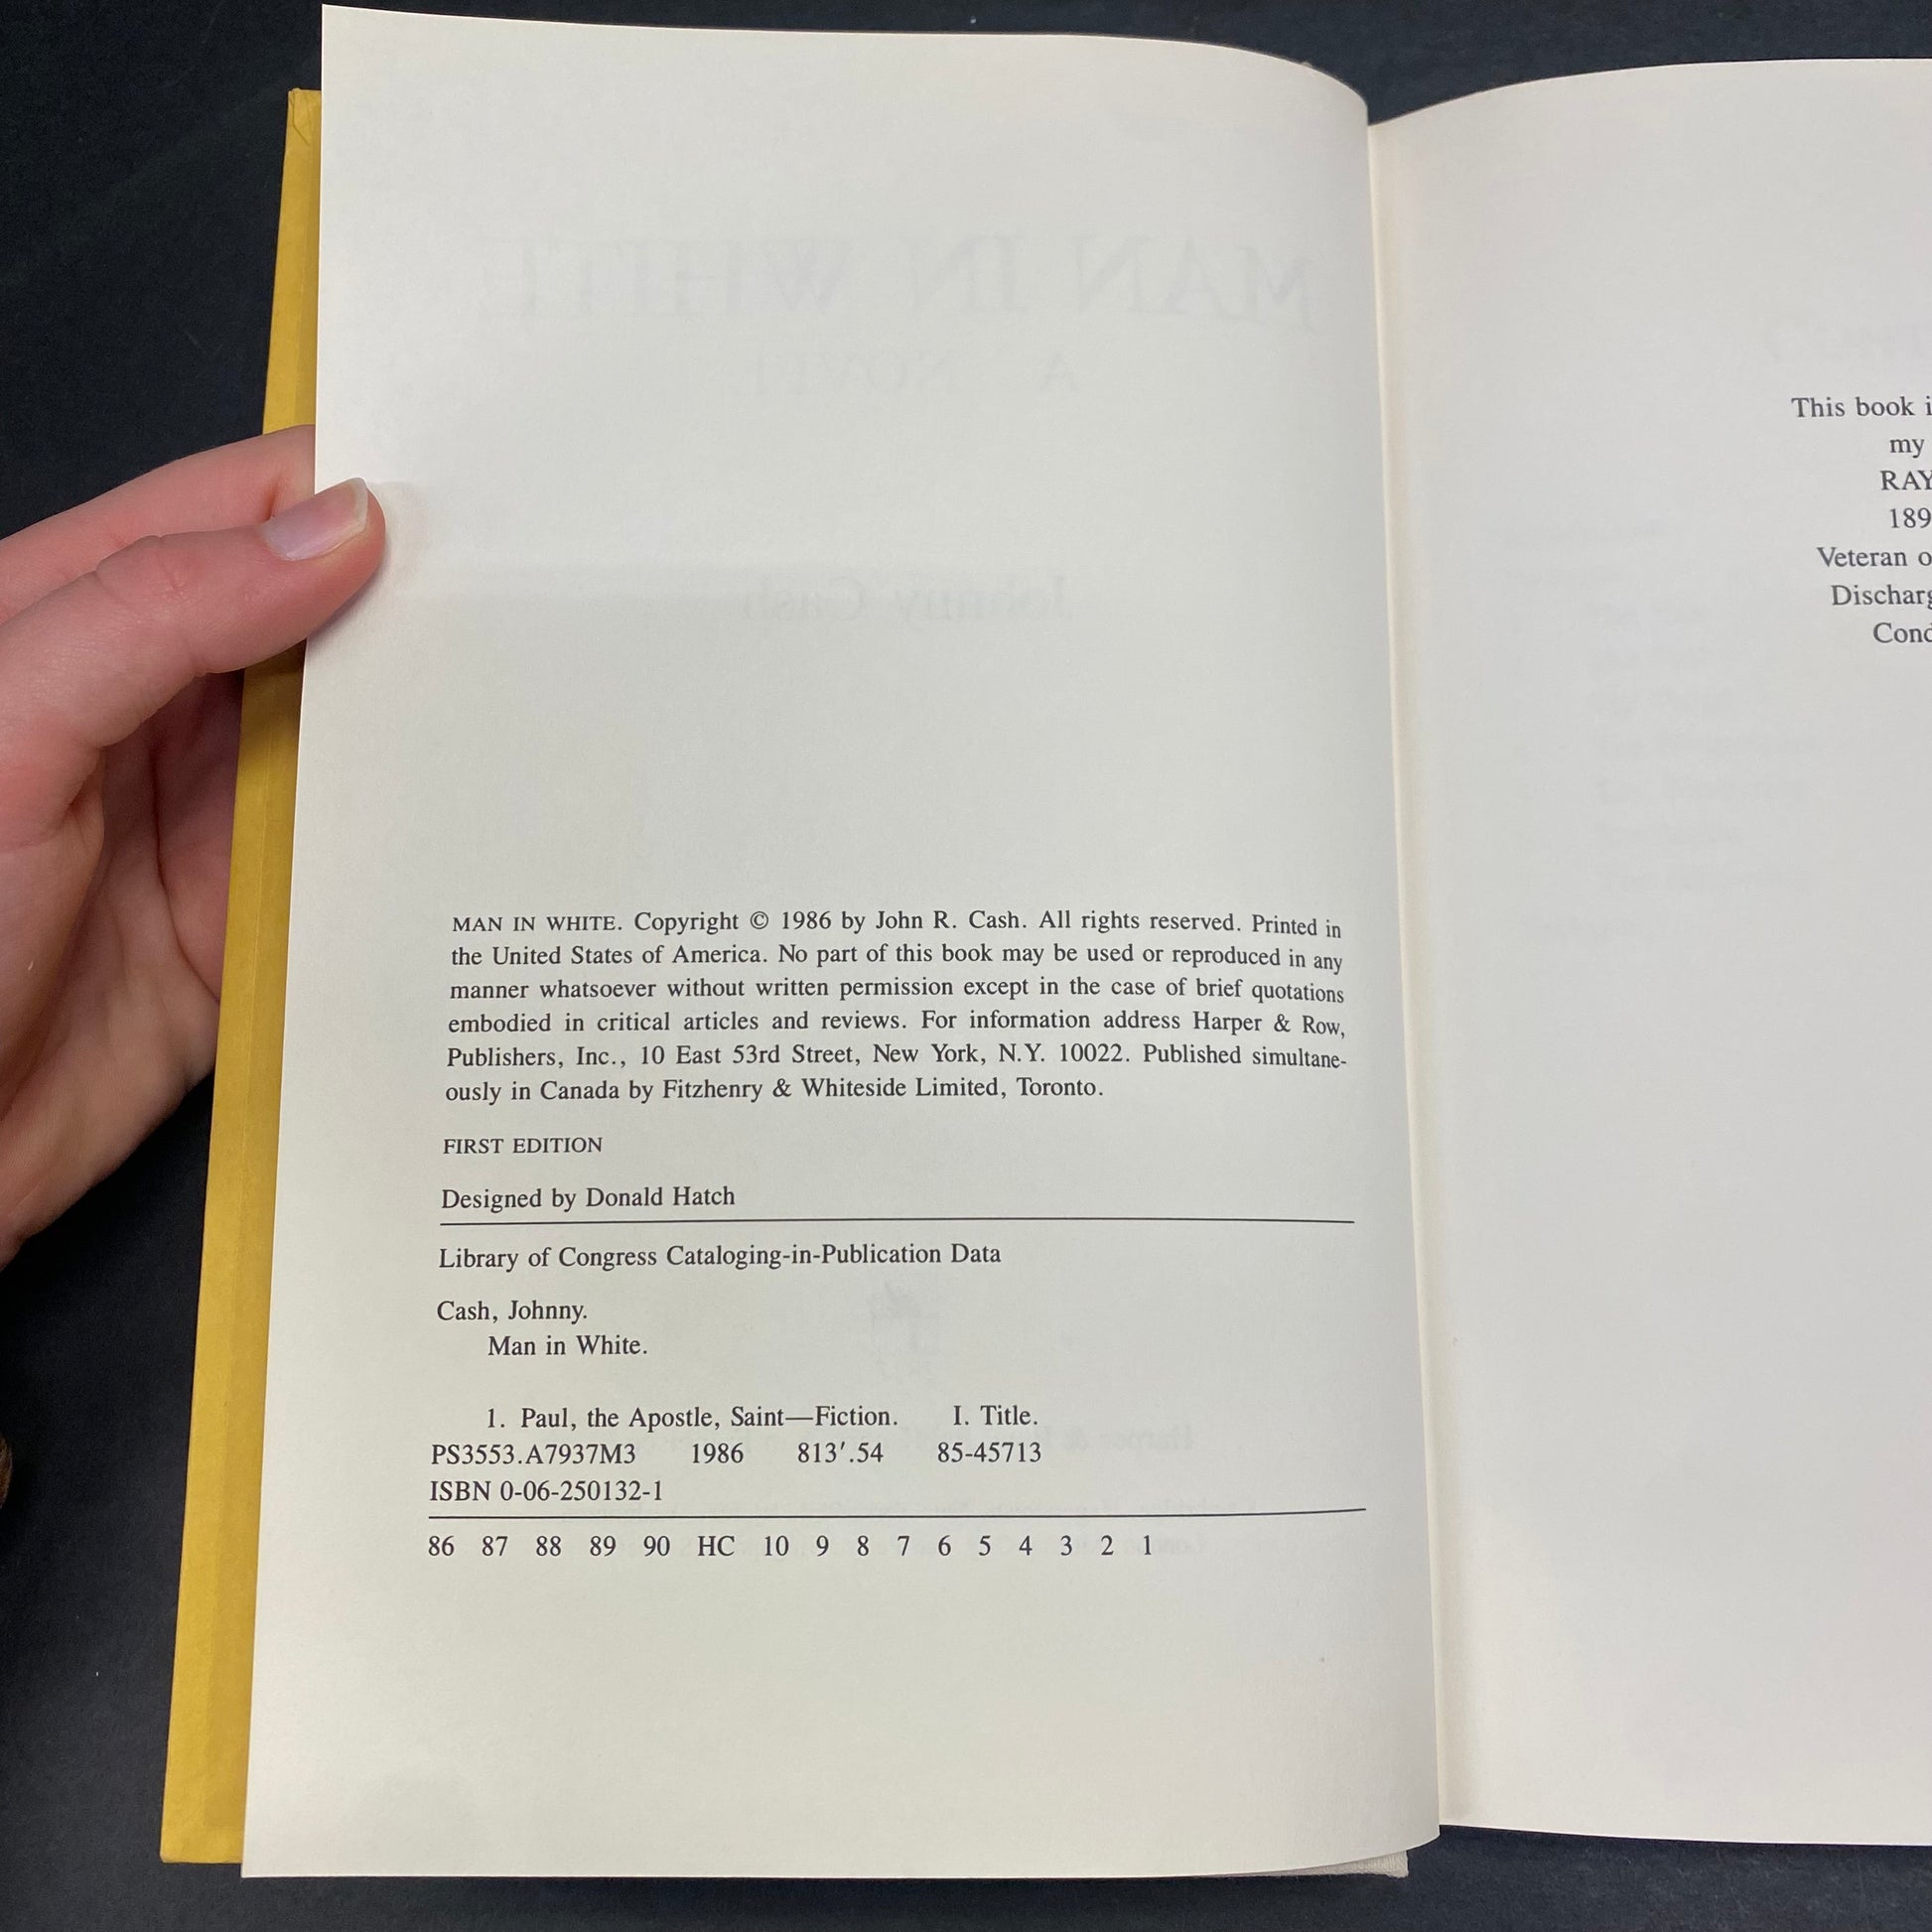 MAN IN WHITE. Copyright © 1986 by John R. Cash. All rights reserved. Printed in
the United States of America. No part of this book may be used or reproduced in any
manner whatsoever without written permission except in the case of brief quotations
embodied in critical articles and reviews. For information address Harper & Row,
Publishers, Inc., 10 East 53rd Street, New York, N.Y. 10022. Published simultane-
ously in Canada by Fitzhenry & Whiteside Limited, Toronto.
FIRST EDITION
Designed by Donald Hatch
Library of Congress Cataloging-in-Publication Data
Cash, Johnny.
Man in White.
1. Paul, the Apostle, Saint—Fiction. I. Title.
PS3553.A7937M3 1986 813′.54 85-45713
ISBN 0-06-250132-1
86 87 88 89 90 HC 10 9 8 7 6 5 4 3 2 1
This book
my
RAY
189
Veteran